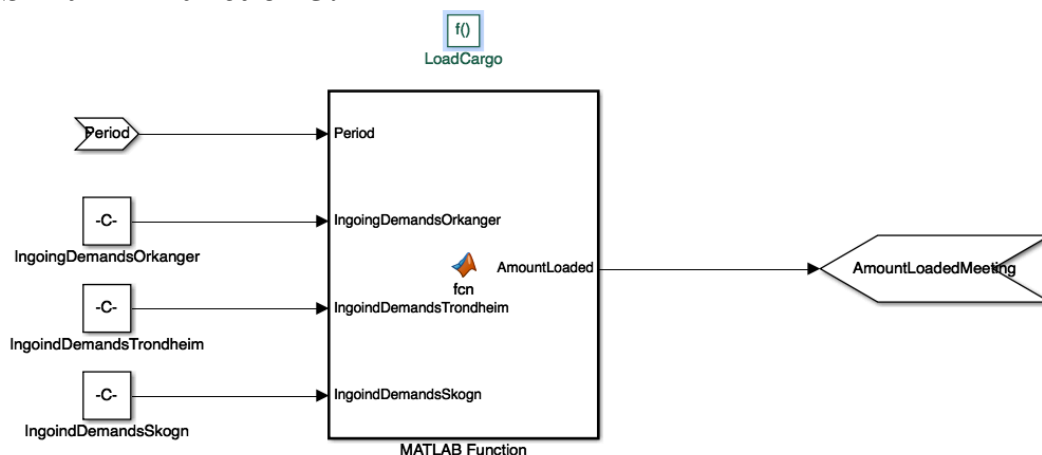 f()
LoadCargo
Period
Period
-C-
IngoingDemandsOrkanger
IngoingDemandsOrkanger
AmountLoaded
AmountLoadedMeeting
fcn
-C-
IngoindDemandsTrondheim
IngoindDemandsTrondheim
-C-
IngoindDemandsSkogn
IngoindDemandsSkogn
MATLAB Function